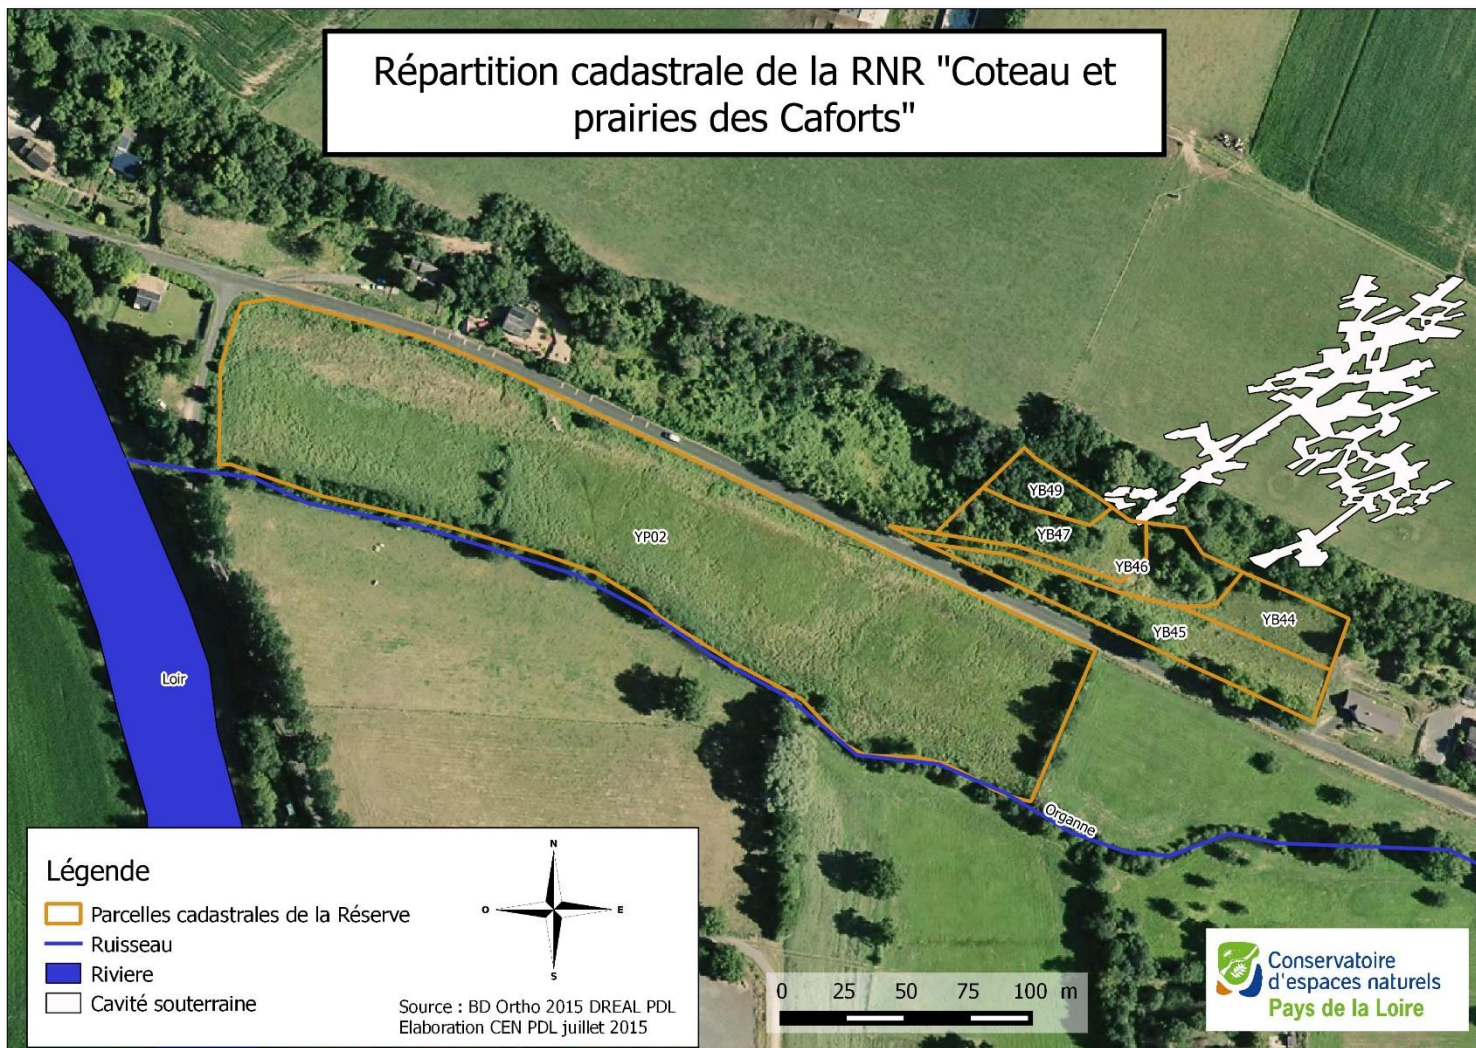 Répartition cadastrale de la RNR "Coteau et
prairies des Caforts"
YB49
YB47
YP02
YB46
YB44
YB45
Loir
Organne
Légende
Parcelles cadastrales de la Réserve
Ruisseau
Riviere
Cavité souterraine
N
O
E
S
Source : BD Ortho 2015 DREAL PDL
Elaboration CEN PDL juillet 2015
0 25 50 75 100 m
Conservatoire
d'espaces naturels
Pays de la Loire